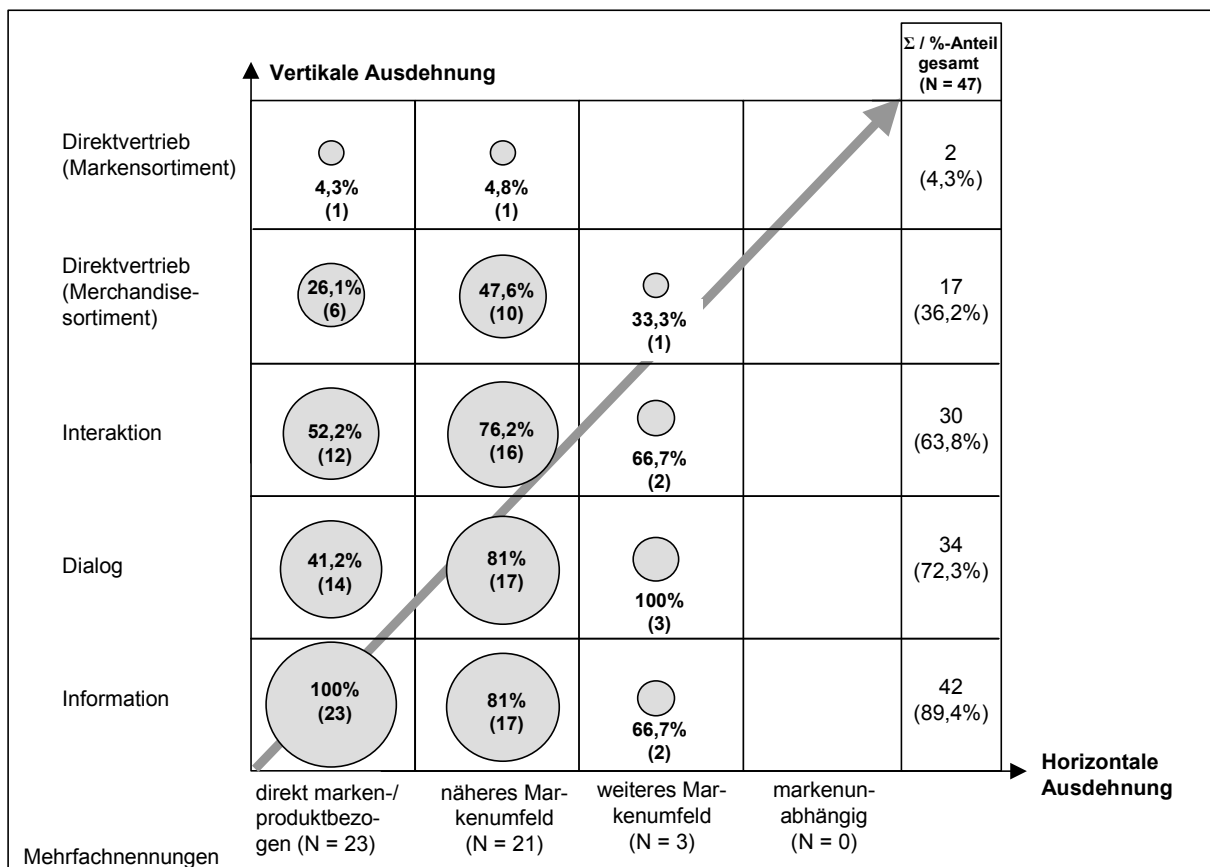 Σ / %-Anteil
gesamt
(N = 47)
Vertikale Ausdehnung
Direktvertrieb
(Markensortiment)
4,3%
(1)
4,8%
(1)
2
(4,3%)
Direktvertrieb
(Merchandise-
sortiment)
26,1%
(6)
47,6%
(10)
33,3%
(1)
17
(36,2%)
Interaktion
52,2%
(12)
76,2%
(16)
66,7%
(2)
30
(63,8%)
Dialog
41,2%
(14)
81%
(17)
100%
(3)
34
(72,3%)
Information
100%
(23)
81%
(17)
66,7%
(2)
42
(89,4%)
Horizontale
Ausdehnung
direkt marken-/
produktbezo-
gen (N = 23)
näheres Mar-
kenumfeld
(N = 21)
weiteres Mar-
kenumfeld
(N = 3)
markenun-
abhängig
(N = 0)
Mehrfachnennungen